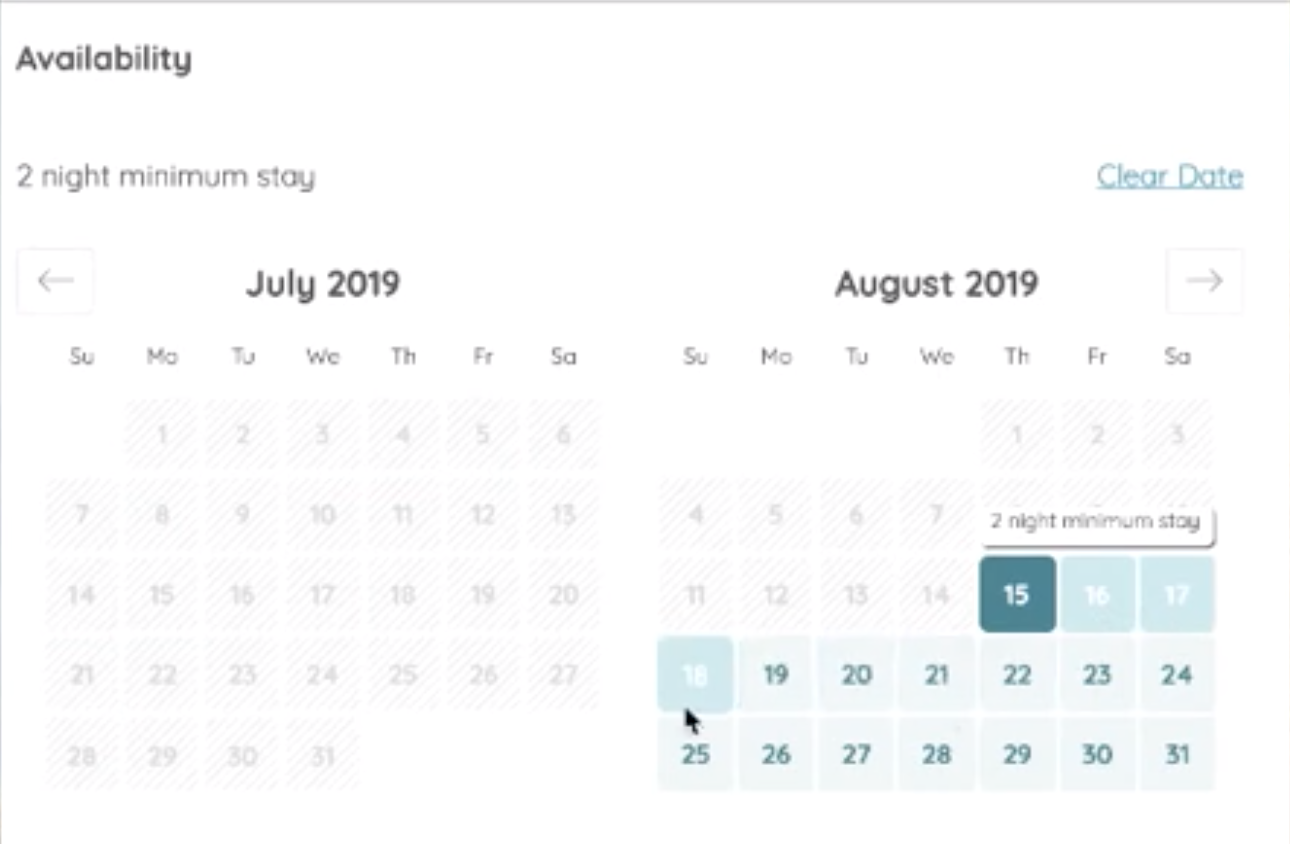 Availability
2 night minimum stay
Clear Date
July 2019
Su Mo Tu We Th Fr Sa
1 2 3 4 5 6
7 8 9 10 11 12 13
14 15 16 17 18 19 20
21 22 23 24 25 26 27
28 29 30 31
August 2019
Su Mo Tu We Th Fr Sa
1 2 3
4 5 6 7
2 night minimum stay
11 12 13 14 15 16 17
18 19 20 21 22 23 24
25 26 27 28 29 30 31